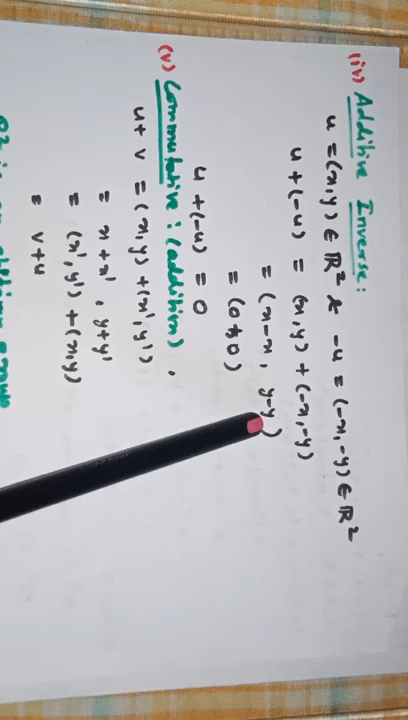 (iv) Additive Inverse:
u = (x,y) ∈ ℝ² & -u = (-x,-y) ∈ ℝ²
u + (-u) = (x,y) + (-x,-y)
= (x-x, y-y)
= (0,0)
u + (-u) = 0
(v) Commutative: (addition),
u + v = (x,y) + (x',y')
= x+x', y+y'
= (x',y') + (x,y)
= v+u